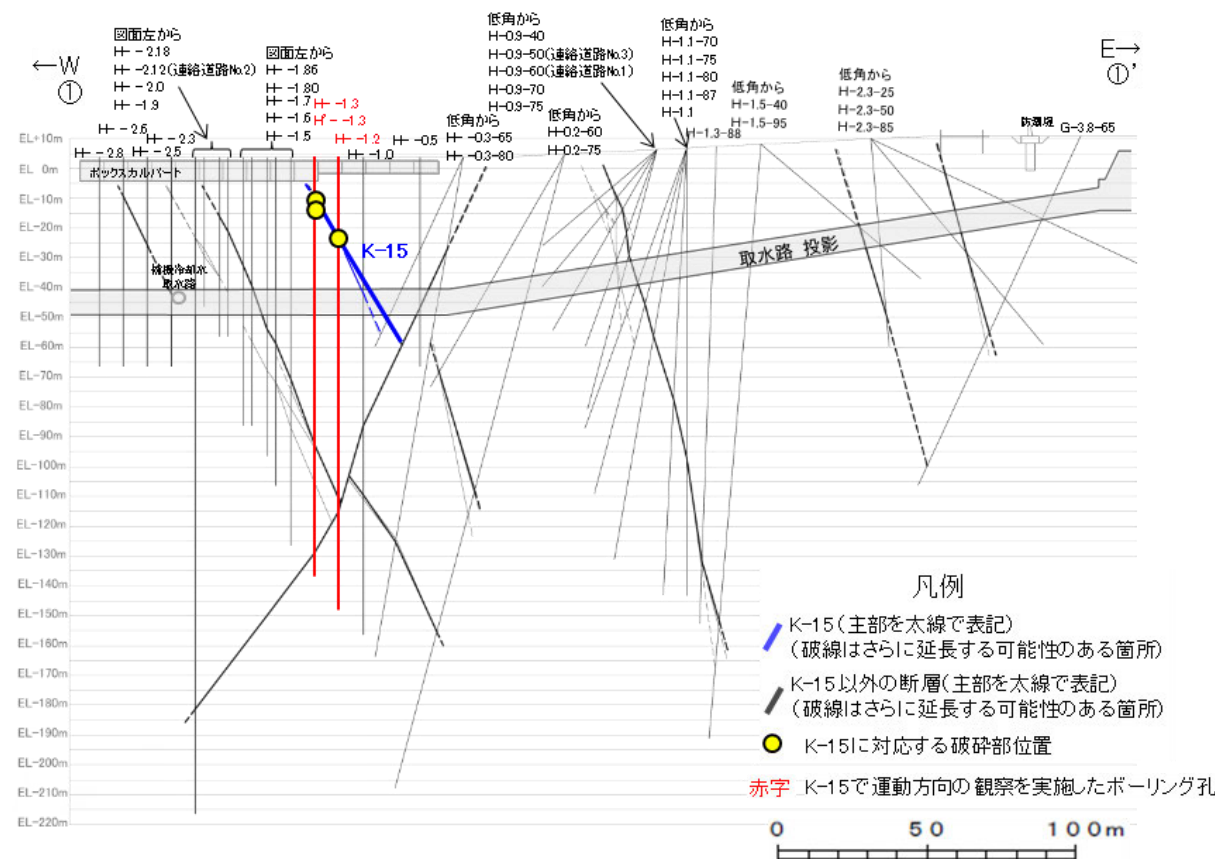 ←W
①
図面左から
H- -2.18
H- -2.12(連絡道路No.2)
H- -2.0
H- -1.9
図面左から
H- -1.85
H- -1.80
H- -1.7
H- -1.6
H- -1.5
H- -1.3
H'- -1.3
H- -1.2
H- -2.6
H- -2.3
H- -2.8
H- -2.5
H- -1.0
H- -0.5
低角から
H- -0.3-65
H- -0.3-80
低角から
H-0.9-40
H-0.9-50(連絡道路No.3)
H-0.9-60(連絡道路No.1)
H-0.9-70
H-0.9-75
低角から
H-0.2-60
H-0.2-75
低角から
H-1.1-70
H-1.1-75
H-1.1-80
H-1.1-87
H-1.1
H-1.3-88
低角から
H-1.5-40
H-1.5-95
低角から
H-2.3-25
H-2.3-50
H-2.3-85
防潮堤
G-3.8-65
E→
①’
EL+10m
EL 0m
EL-10m
EL-20m
EL-30m
EL-40m
EL-50m
EL-60m
EL-70m
EL-80m
EL-90m
EL-100m
EL-110m
EL-120m
EL-130m
EL-140m
EL-150m
EL-160m
EL-170m
EL-180m
EL-190m
EL-200m
EL-210m
EL-220m
ボックスカルバート
補機冷却水
取水路
K-15
取水路 投影
凡例
K-15(主部を太線で表記)
(破線はさらに延長する可能性のある箇所)
K-15以外の断層(主部を太線で表記)
(破線はさらに延長する可能性のある箇所)
K-15に対応する破砕部位置
赤字 K-15で運動方向の観察を実施したボーリング孔
0 50 100m